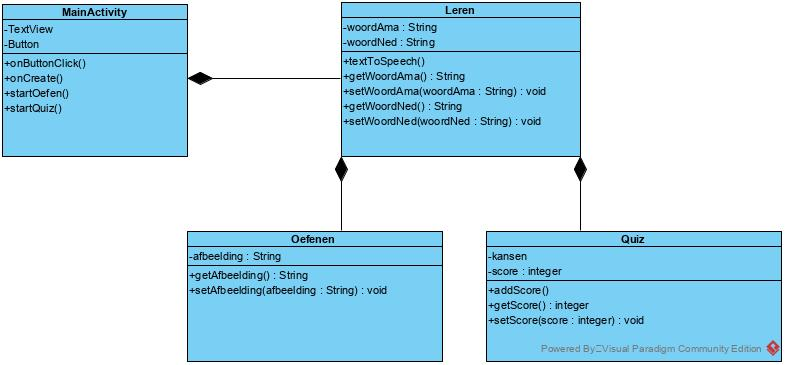 MainActivity
-TextView
-Button
+onButtonClick()
+onCreate()
+startOefen()
+startQuiz()
Leren
-woordAma : String
-woordNed : String
+textToSpeech()
+getWoordAma() : String
+setWoordAma(woordAma : String) : void
+getWoordNed() : String
+setWoordNed(woordNed : String) : void
Oefenen
-afbeelding : String
+getAfbeelding() : String
+setAfbeelding(afbeelding : String) : void
Quiz
-kansen
-score : integer
+addScore()
+getScore() : integer
+setScore(score : integer) : void
Powered By Visual Paradigm Community Edition